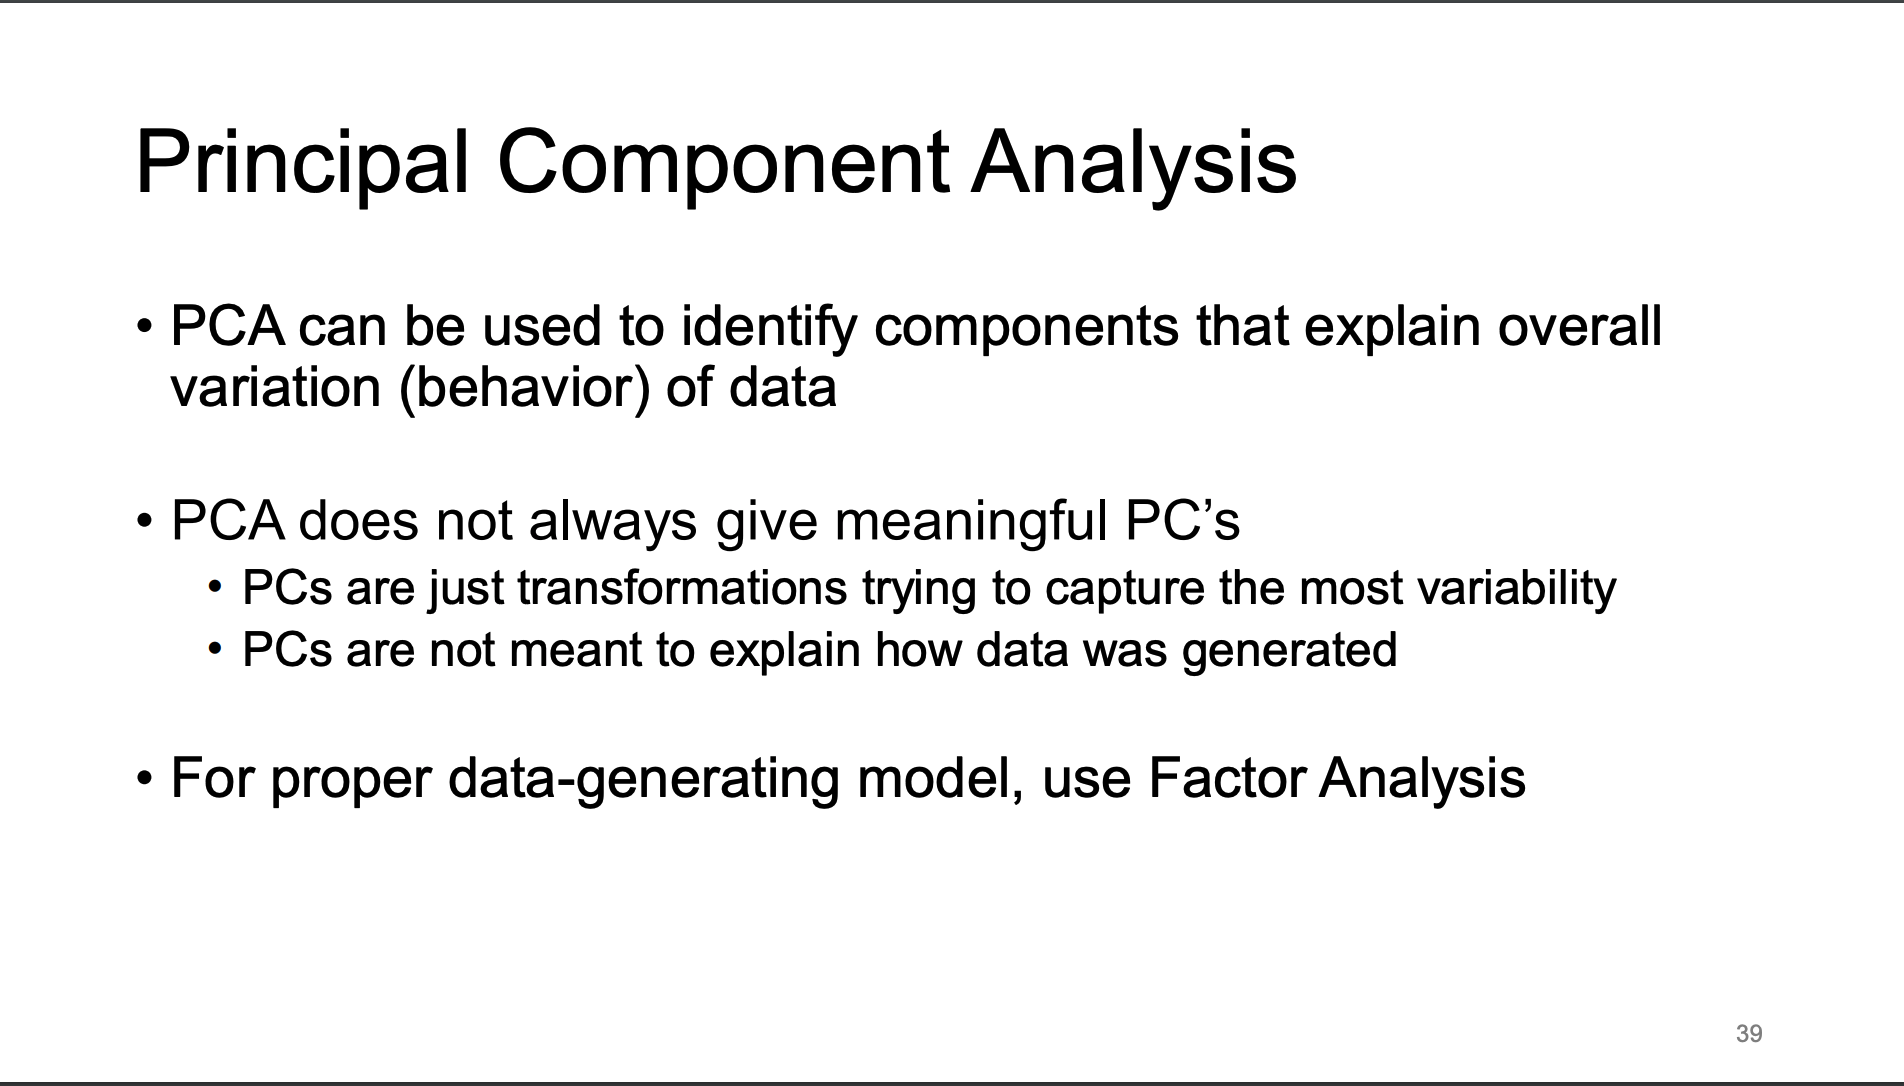 Principal Component Analysis
• PCA can be used to identify components that explain overall
variation (behavior) of data
• PCA does not always give meaningful PC’s
• PCs are just transformations trying to capture the most variability
• PCs are not meant to explain how data was generated
• For proper data-generating model, use Factor Analysis
39